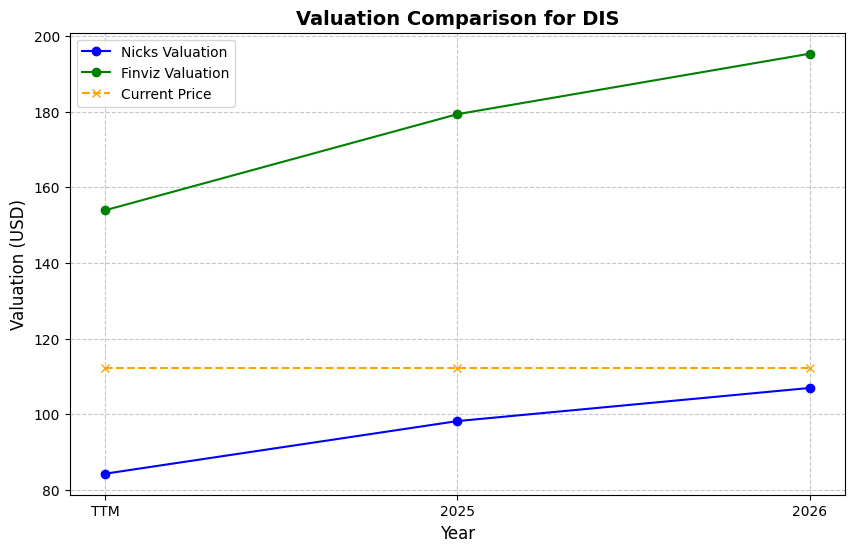 Valuation Comparison for DIS
Nicks Valuation
Finviz Valuation
Current Price
Valuation (USD)
200
180
160
140
120
100
80
TTM
2025
2026
Year